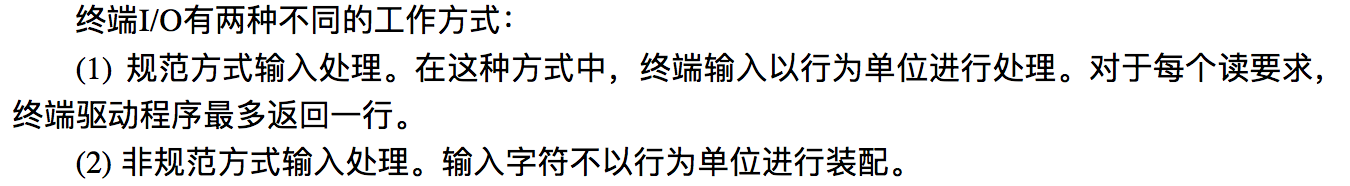 终端I/O有两种不同的工作方式：
(1) 规范方式输入处理。在这种方式中，终端输入以行为单位进行处理。对于每个读要求，
终端驱动程序最多返回一行。
(2) 非规范方式输入处理。输入字符不以行为单位进行装配。